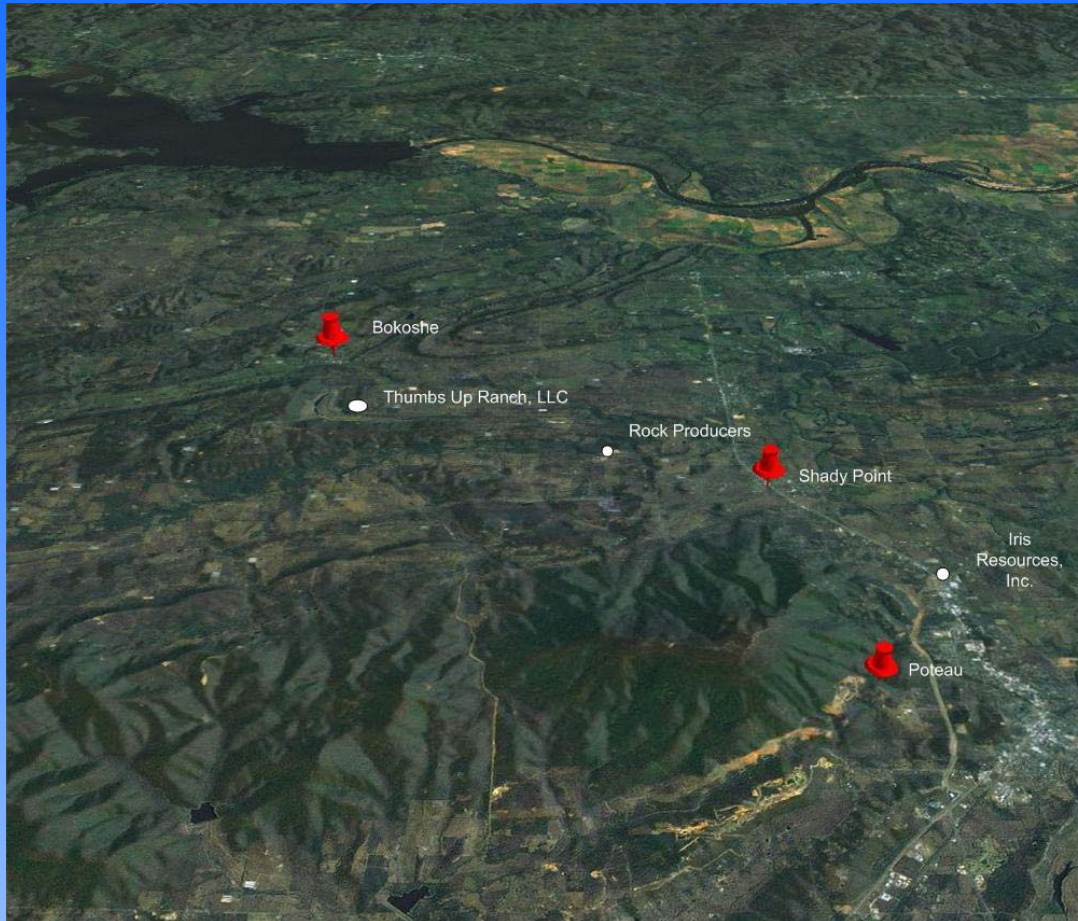 Bokoshe
Thumbs Up Ranch, LLC
Rock Producers
Shady Point
Iris
Resources,
Inc.
Poteau